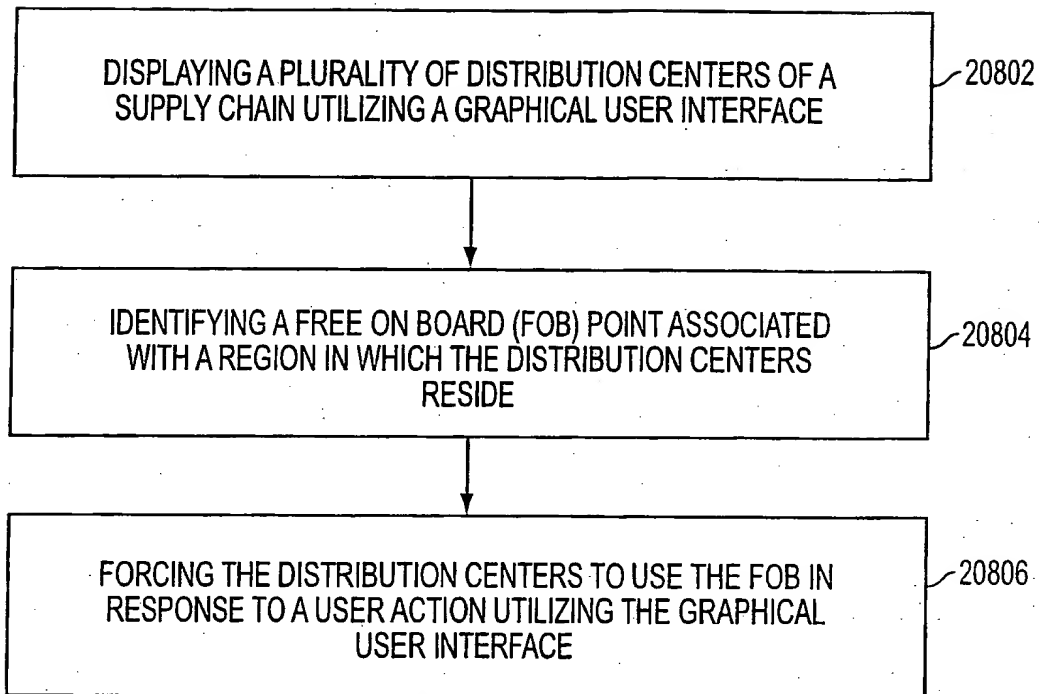 DISPLAYING A PLURALITY OF DISTRIBUTION CENTERS OF A
SUPPLY CHAIN UTILIZING A GRAPHICAL USER INTERFACE
20802
IDENTIFYING A FREE ON BOARD (FOB) POINT ASSOCIATED
WITH A REGION IN WHICH THE DISTRIBUTION CENTERS
RESIDE
20804
FORCING THE DISTRIBUTION CENTERS TO USE THE FOB IN
RESPONSE TO A USER ACTION UTILIZING THE GRAPHICAL
USER INTERFACE
20806